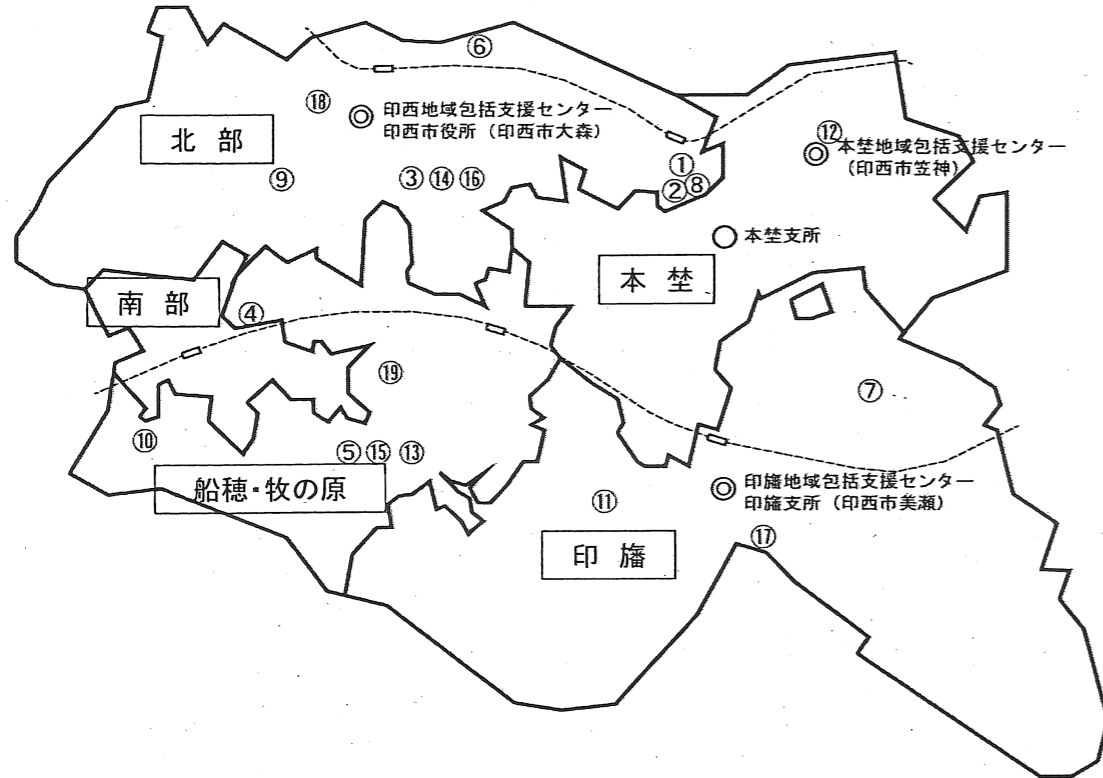 ⑥
⑱
印西地域包括支援センター
印西市役所（印西市大森）
北部
⑫
本埜地域包括支援センター
（印西市笠神）
①
②⑧
⑨
③⑭⑯
本埜支所
本埜
南部
④
⑲
⑦
⑩
⑤⑮⑬
船穂・牧の原
⑪
印旛地域包括支援センター
印旛支所（印西市美瀬）
⑰
印旛